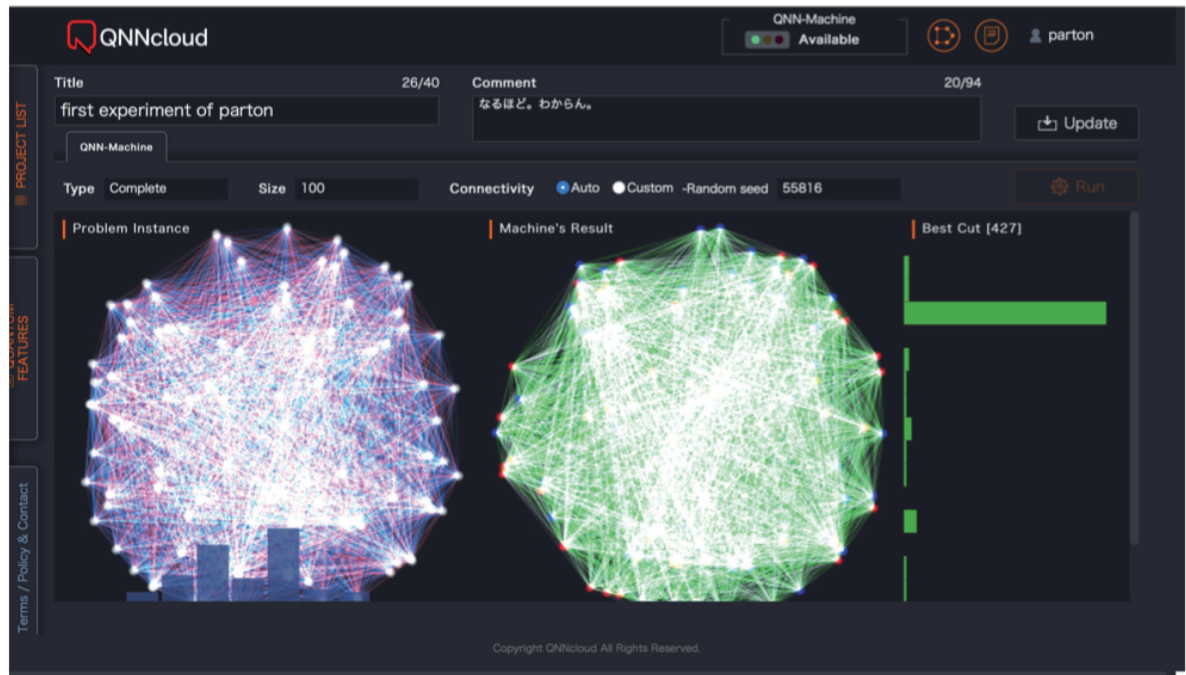 QNNcloud
QNN-Machine
Available
parton
Title 26/40
Comment 20/94
first experiment of parton
なるほど。わからん。
Update
QNN-Machine
Type Complete Size 100 Connectivity Auto Custom -Random seed 55816
Run
Problem Instance
Machine's Result
Best Cut [427]
PROJECT LIST
FEATURES
Terms / Policy & Contact
Copyright QNNcloud All Rights Reserved.